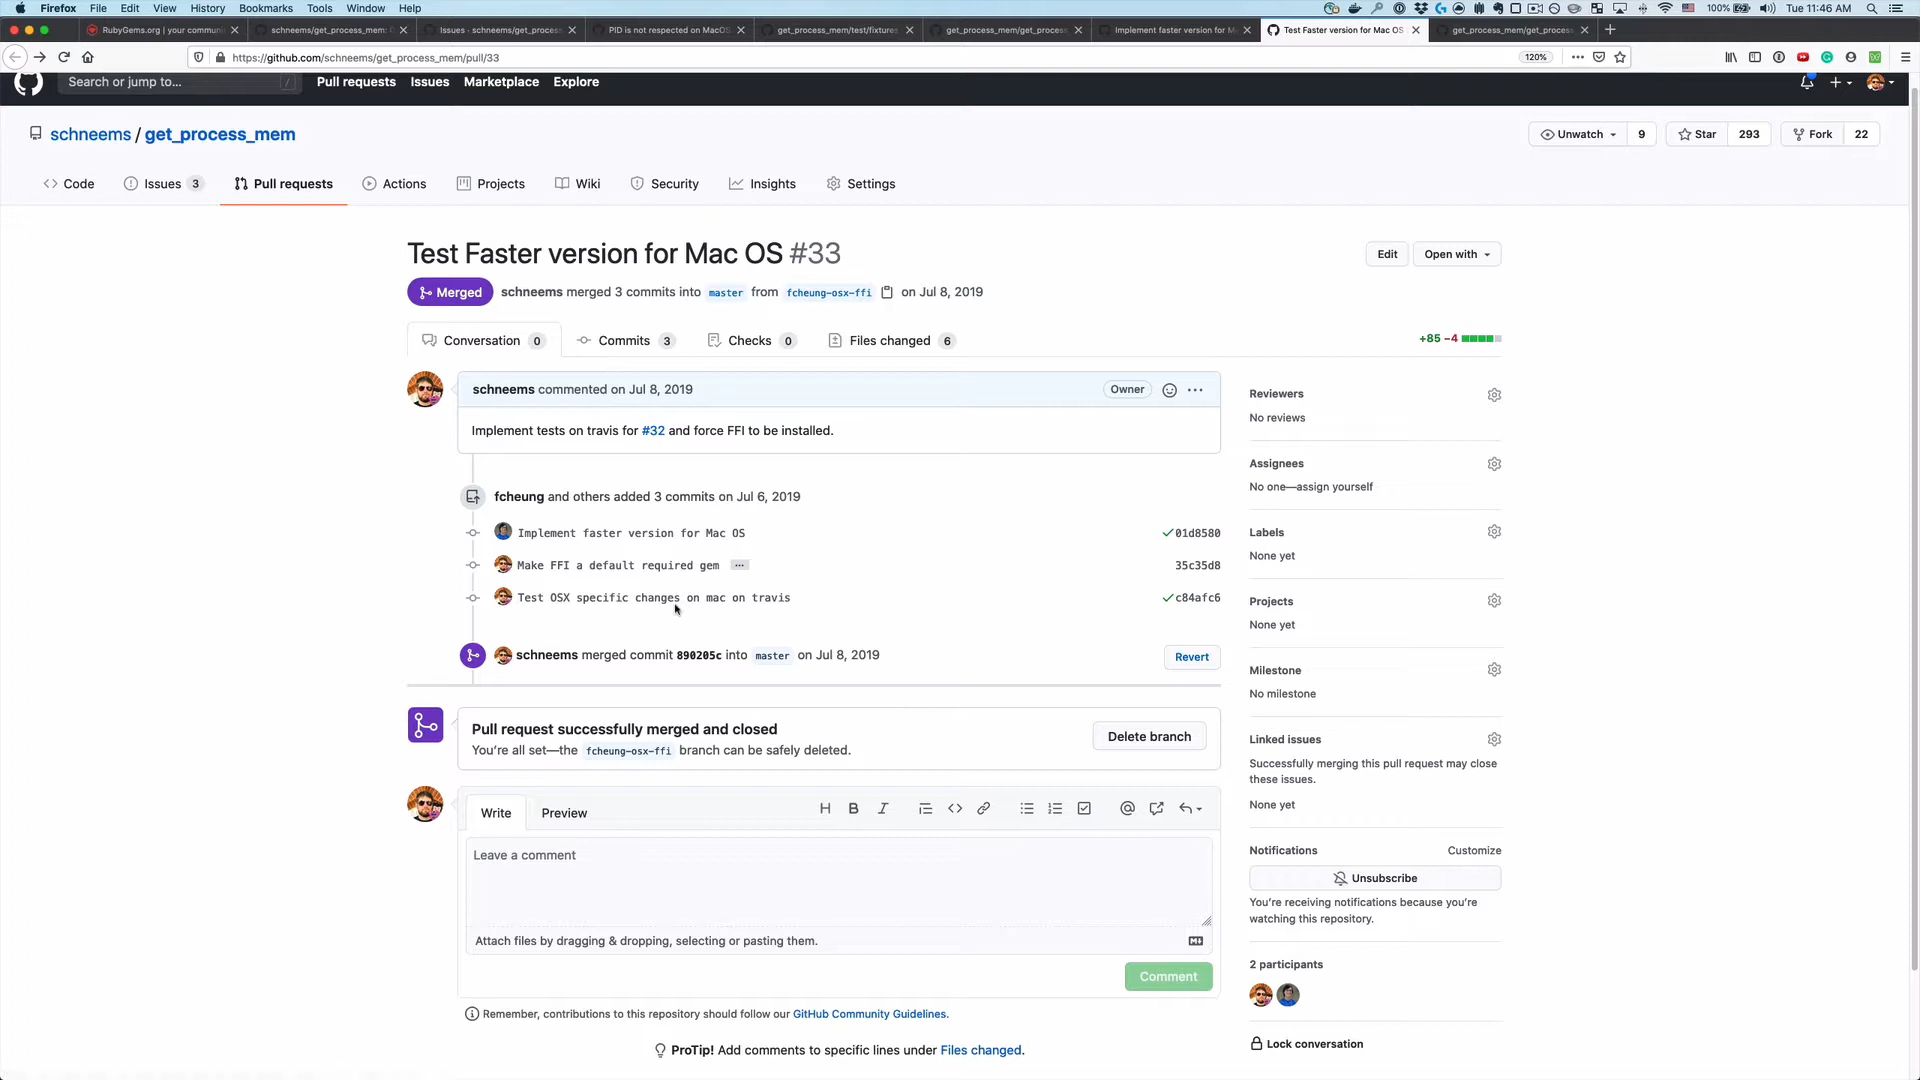 Firefox File Edit View History Bookmarks Tools Window Help 100% Tue 11:46 AM
RubyGems.org | your commun
schneems/get_process_mem:
Issues · schneems/get_process
PID is not respected on MacOS
get_process_mem/test/fixtures
get_process_mem/get_process
Implement faster version for M
Test Faster version for Mac OS
get_process_mem/get_process
https://github.com/schneems/get_process_mem/pull/33 120%
Search or jump to... / Pull requests Issues Marketplace Explore
schneems / get_process_mem Unwatch 9 Star 293 Fork 22
Code Issues 3 Pull requests Actions Projects Wiki Security Insights Settings
Test Faster version for Mac OS #33 Edit Open with
Merged schneems merged 3 commits into master from fcheung-osx-ffi on Jul 8, 2019
Conversation 0 Commits 3 Checks 0 Files changed 6 +85 −4
schneems commented on Jul 8, 2019 Owner
Implement tests on travis for #32 and force FFI to be installed.
fcheung and others added 3 commits on Jul 6, 2019
Implement faster version for Mac OS 01d8580
Make FFI a default required gem ... 35c35d8
Test OSX specific changes on mac on travis c84afc6
schneems merged commit 890205c into master on Jul 8, 2019 Revert
Pull request successfully merged and closed
You're all set—the fcheung-osx-ffi branch can be safely deleted.
Delete branch
Write Preview H B I
Leave a comment
Attach files by dragging & dropping, selecting or pasting them.
Comment
Remember, contributions to this repository should follow our GitHub Community Guidelines.
ProTip! Add comments to specific lines under Files changed.
Reviewers
No reviews
Assignees
No one—assign yourself
Labels
None yet
Projects
None yet
Milestone
No milestone
Linked issues
Successfully merging this pull request may close
these issues.
None yet
Notifications Customize
Unsubscribe
You're receiving notifications because you're
watching this repository.
2 participants
Lock conversation